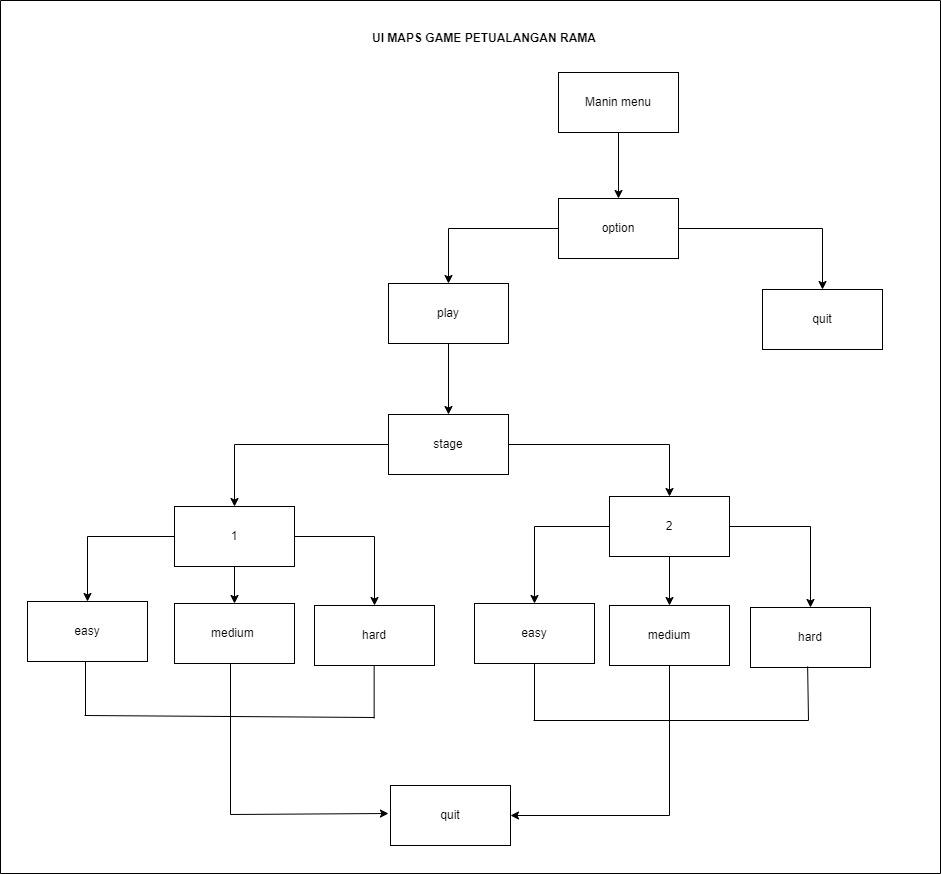 UI MAPS GAME PETUALANGAN RAMA
Manin menu
option
play
quit
stage
1
2
easy
medium
hard
easy
medium
hard
quit